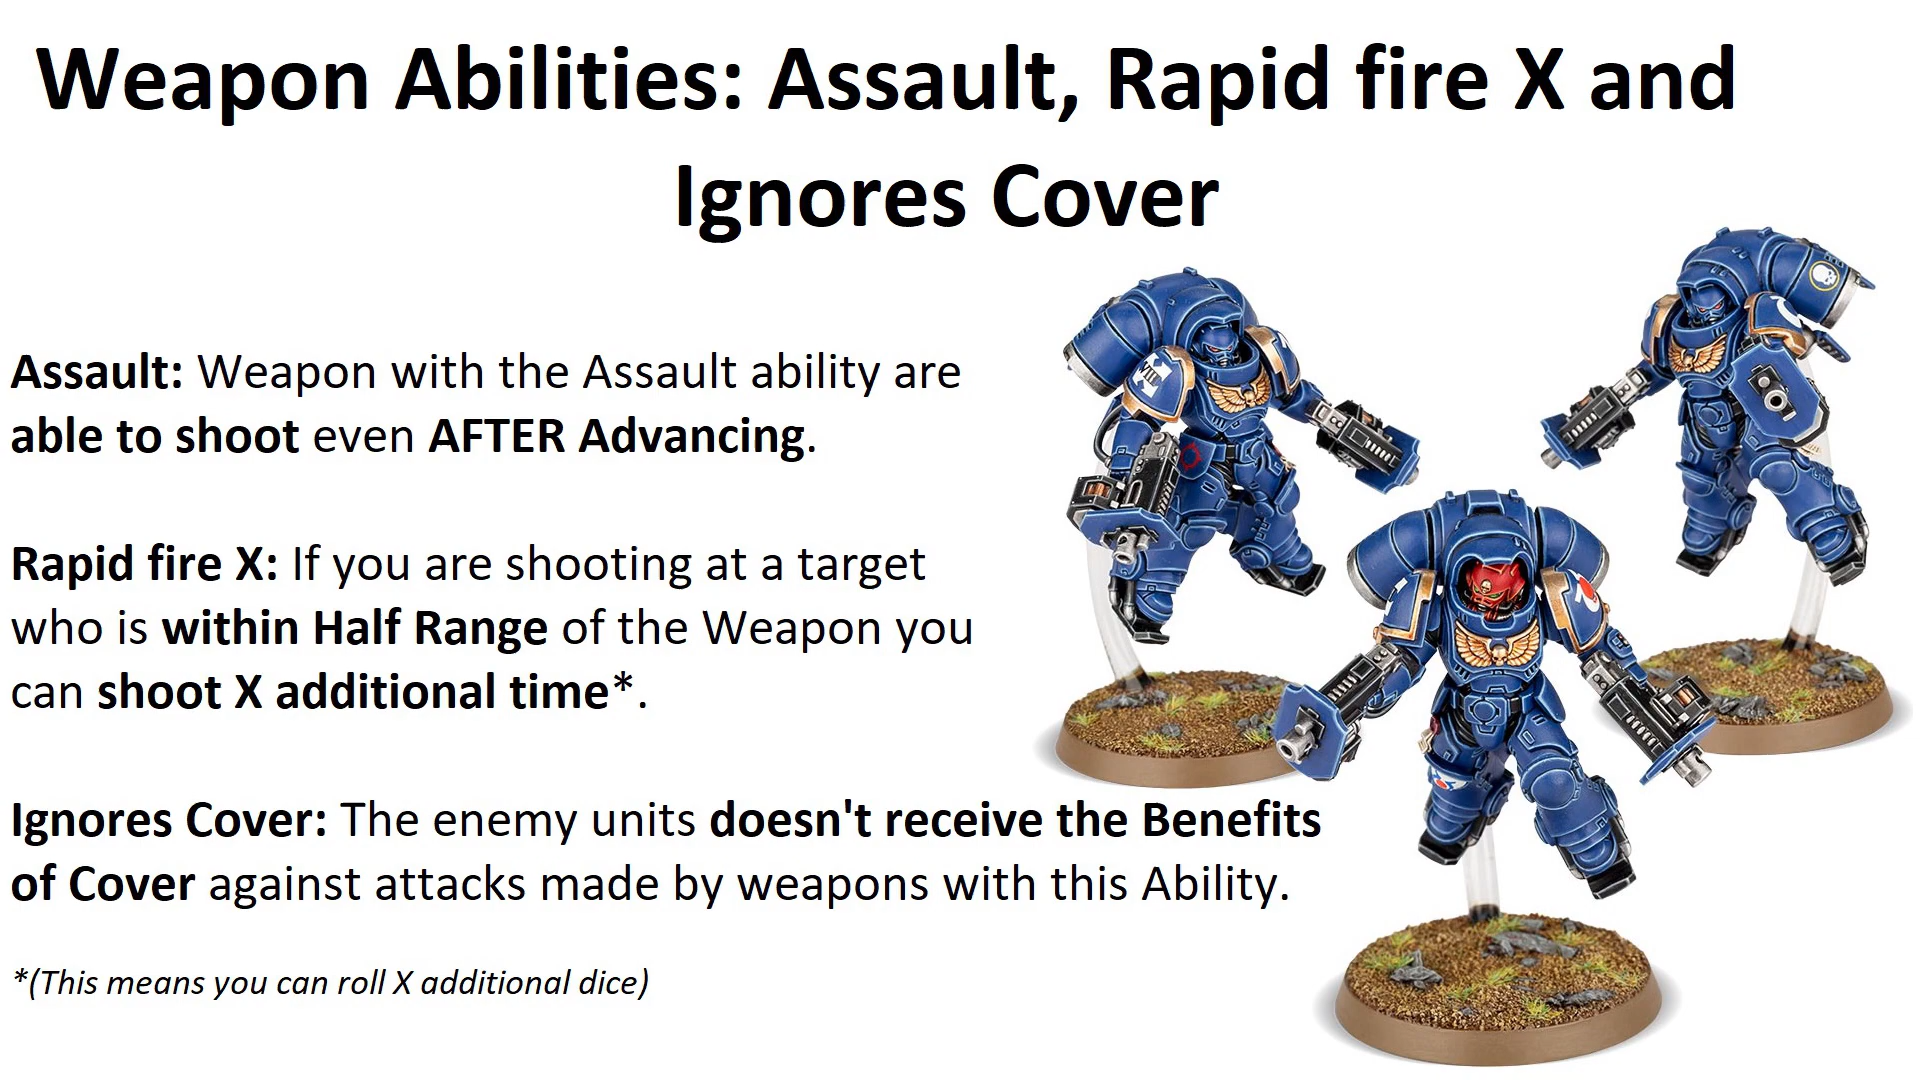 Weapon Abilities: Assault, Rapid fire X and
Ignores Cover
Assault: Weapon with the Assault ability are
able to shoot even AFTER Advancing.
Rapid fire X: If you are shooting at a target
who is within Half Range of the Weapon you
can shoot X additional time*.
Ignores Cover: The enemy units doesn't receive the Benefits
of Cover against attacks made by weapons with this Ability.
*(This means you can roll X additional dice)